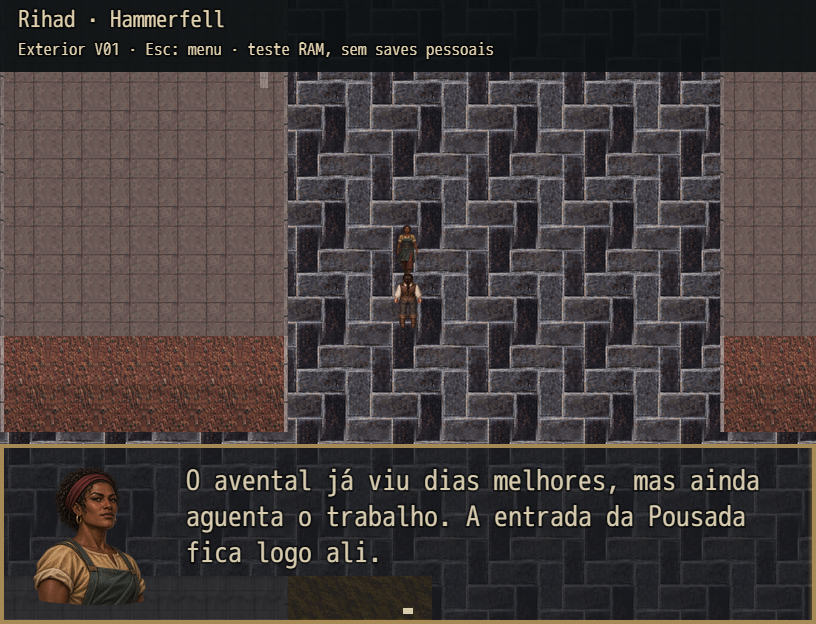 Rihad · Hammerfell
Exterior V01 · Esc: menu · teste RAM, sem saves pessoais
O avental já viu dias melhores, mas ainda
aguenta o trabalho. A entrada da Pousada
fica logo ali.